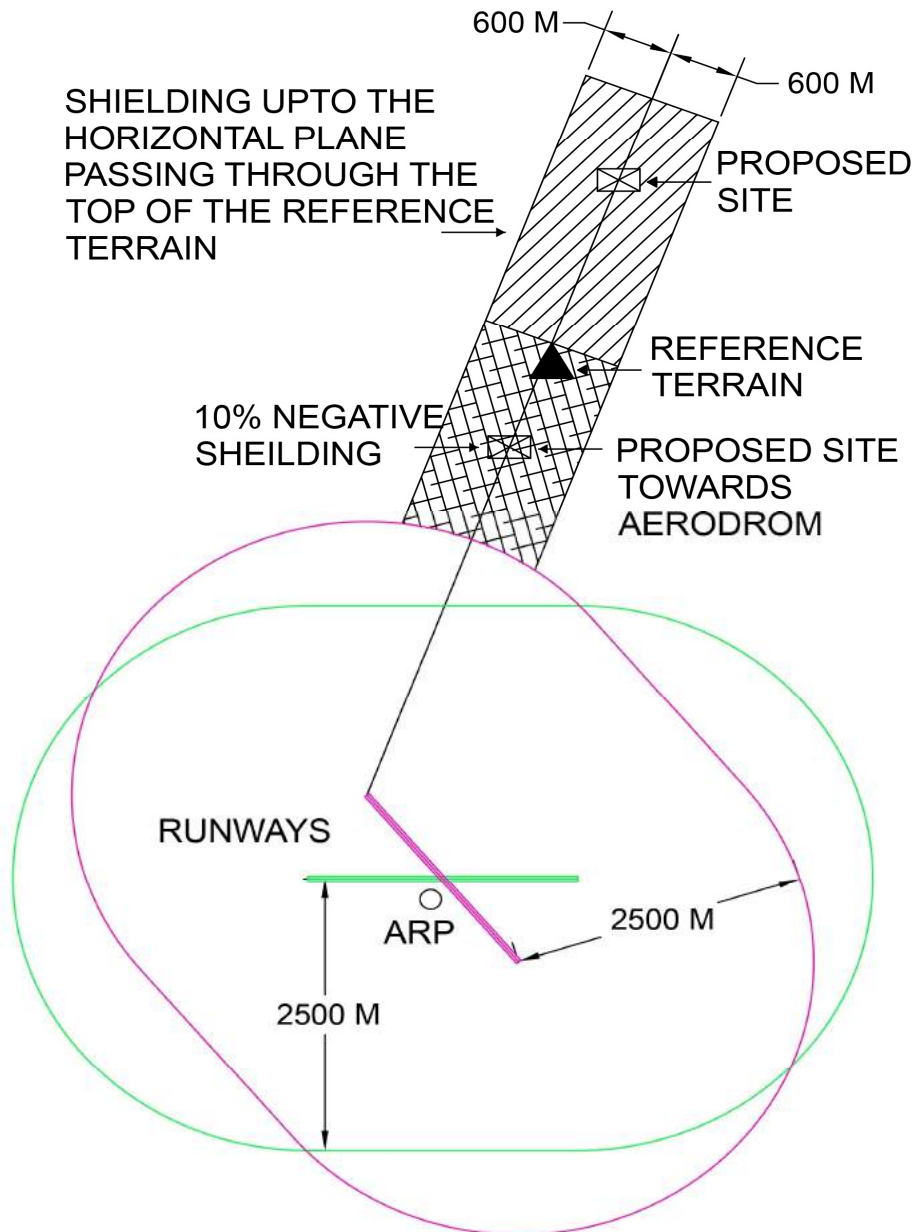 600 M
600 M
SHIELDING UPTO THE
HORIZONTAL PLANE
PASSING THROUGH THE
TOP OF THE REFERENCE
TERRAIN
PROPOSED
SITE
REFERENCE
TERRAIN
10% NEGATIVE
SHEILDING
PROPOSED SITE
TOWARDS
AERODROM
RUNWAYS
ARP
2500 M
2500 M